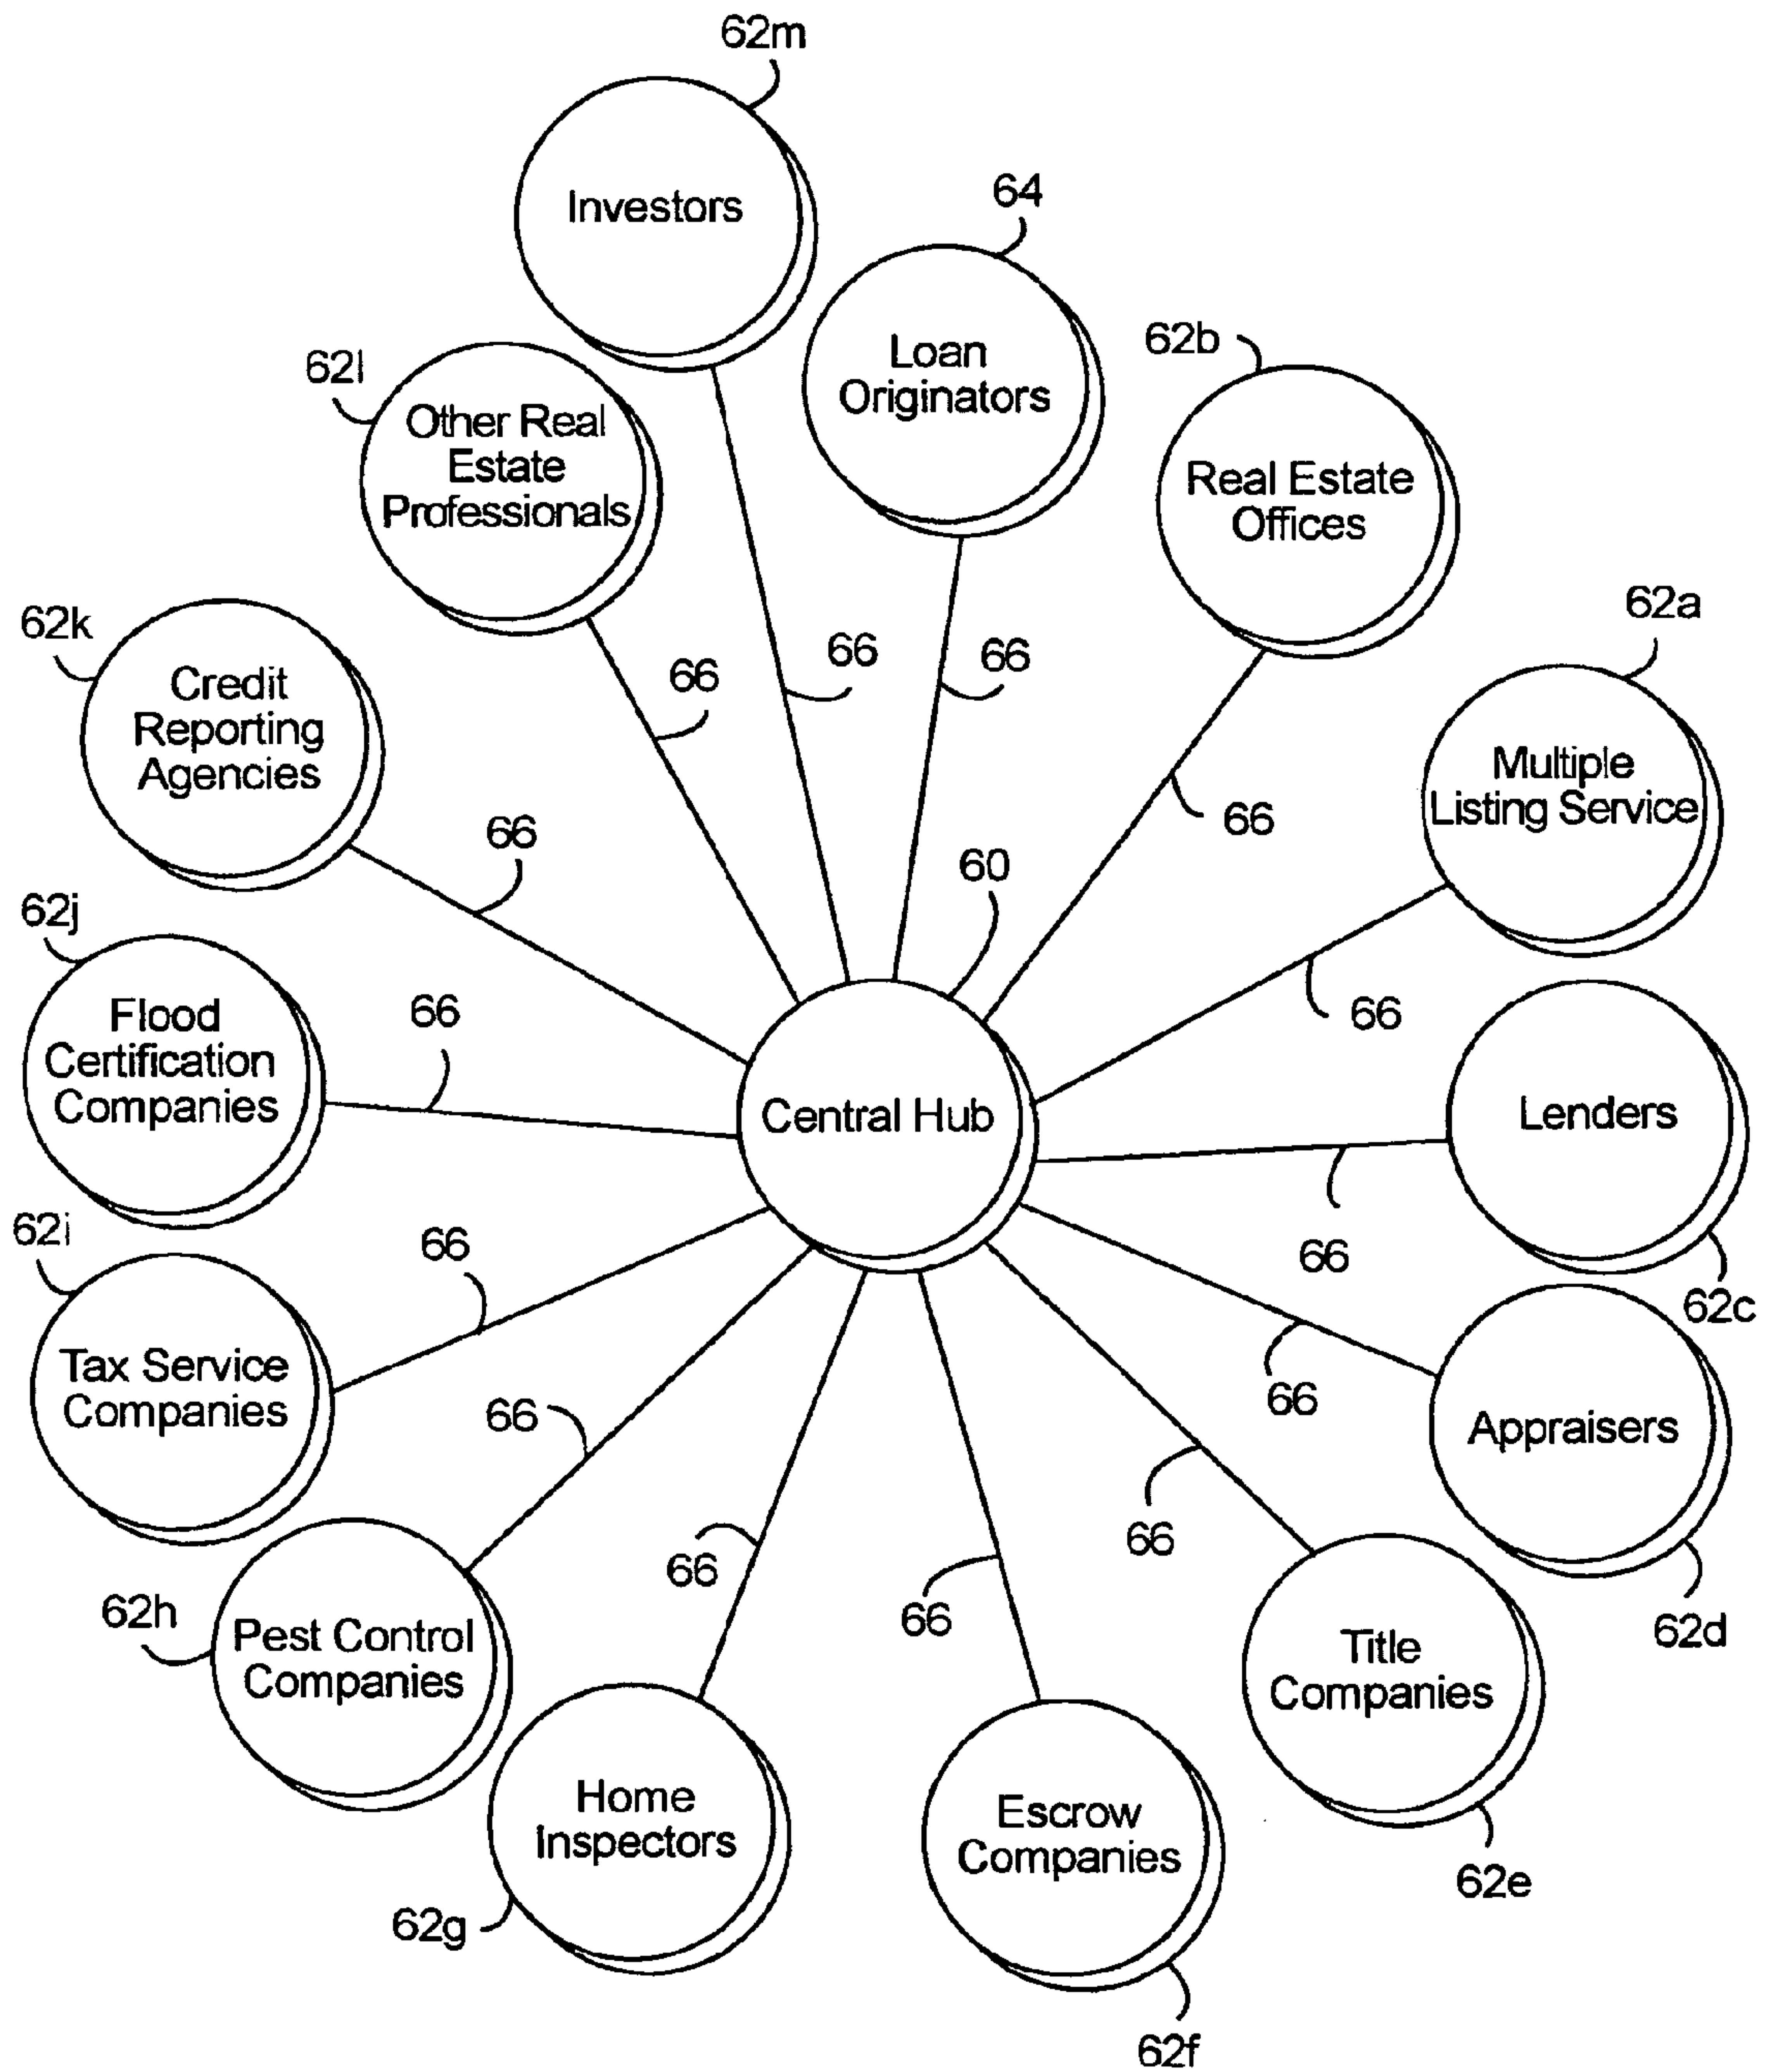 62m
Investors
64
Loan
Originators
62b
Real Estate
Offices
62l
Other Real
Estate
Professionals
62a
Multiple
Listing Service
62k
Credit
Reporting
Agencies
66
66
66
66
66
60
62j
Flood
Certification
Companies
66
66
Central Hub
Lenders
66
62c
62i
Tax Service
Companies
66
66
Appraisers
62d
66
66
62h
Pest Control
Companies
66
66
Title
Companies
62e
Home
Inspectors
62g
Escrow
Companies
62f